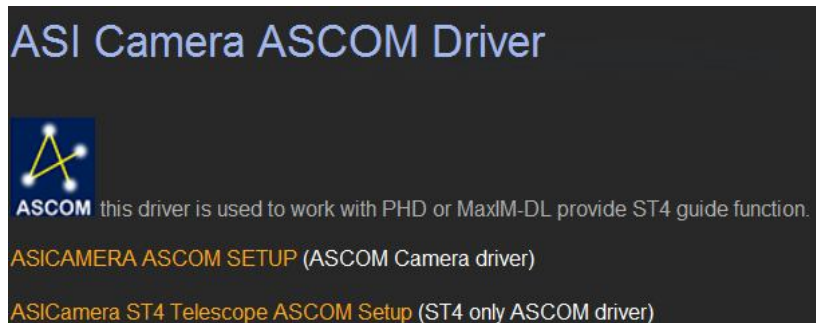 ASI Camera ASCOM Driver
ASCOM this driver is used to work with PHD or MaxIM-DL provide ST4 guide function.
ASICAMERA ASCOM SETUP (ASCOM Camera driver)
ASICamera ST4 Telescope ASCOM Setup (ST4 only ASCOM driver)